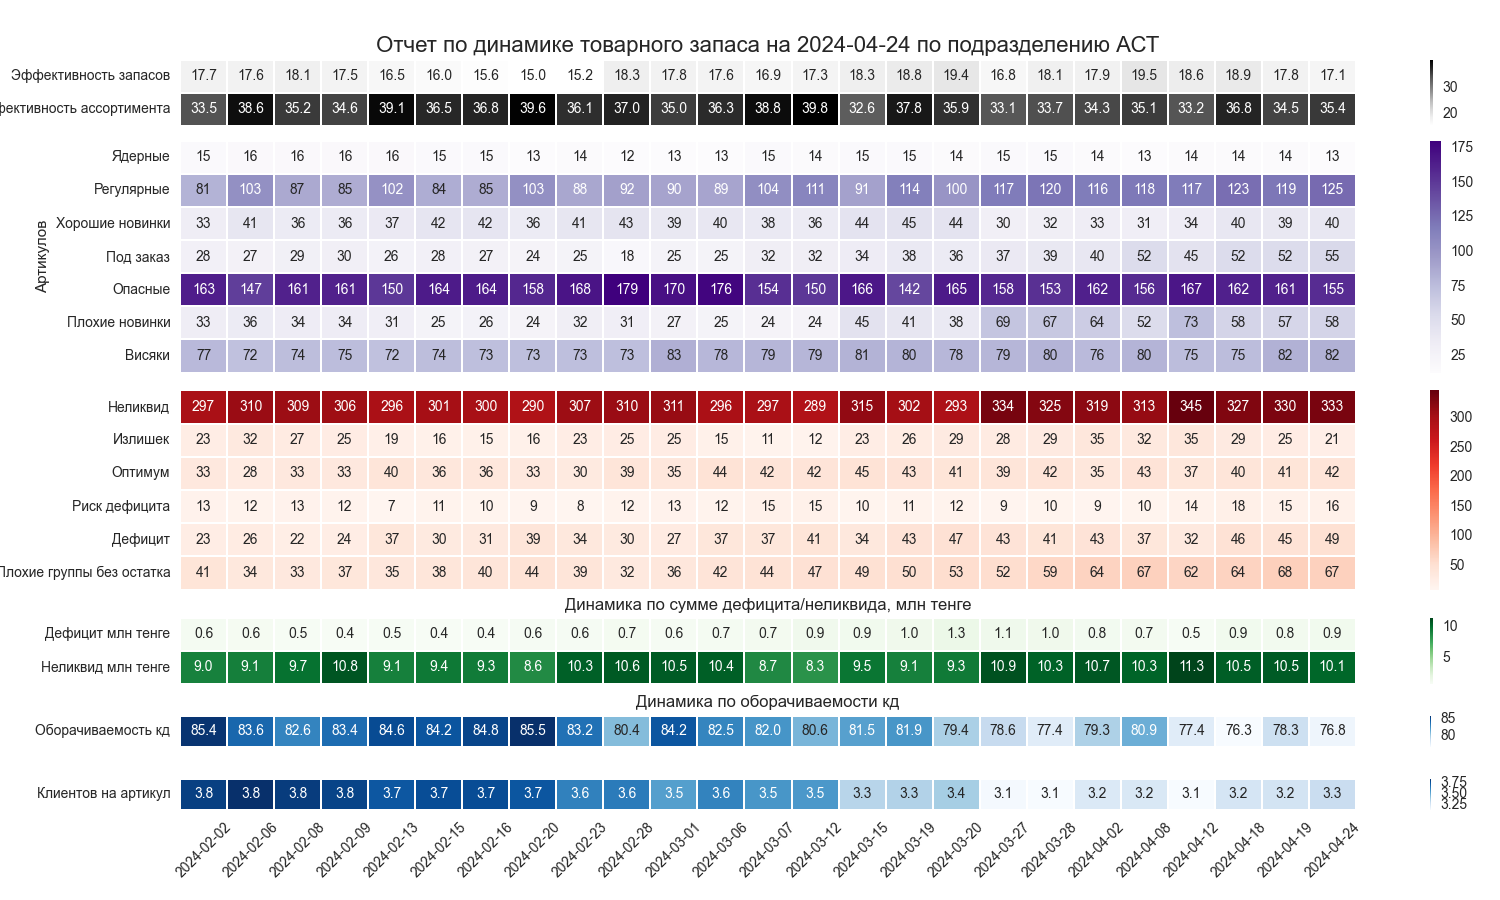 Отчет по динамике товарного запаса на 2024-04-24 по подразделению АСТ
Эффективность запасов 17.7 17.6 18.1 17.5 16.5 16.0 15.6 15.0 15.2 18.3 17.8 17.6 16.9 17.3 18.3 18.8 19.4 16.8 18.1 17.9 19.5 18.6 18.9 17.8 17.1
фективность ассортимента 33.5 38.6 35.2 34.6 39.1 36.5 36.8 39.6 36.1 37.0 35.0 36.3 38.8 39.8 32.6 37.8 35.9 33.1 33.7 34.3 35.1 33.2 36.8 34.5 35.4
30
20
Артикулов
Ядерные 15 16 16 16 16 15 15 13 14 12 13 13 15 14 15 15 14 15 15 14 13 14 14 14 13
Регулярные 81 103 87 85 102 84 85 103 88 92 90 89 104 111 91 114 100 117 120 116 118 117 123 119 125
Хорошие новинки 33 41 36 36 37 42 42 36 41 43 39 40 38 36 44 45 44 30 32 33 31 34 40 39 40
Под заказ 28 27 29 30 26 28 27 24 25 18 25 25 32 32 34 38 36 37 39 40 52 45 52 52 55
Опасные 163 147 161 161 150 164 164 158 168 179 170 176 154 150 166 142 165 158 153 162 156 167 162 161 155
Плохие новинки 33 36 34 34 31 25 26 24 32 31 27 25 24 24 45 41 38 69 67 64 52 73 58 57 58
Висяки 77 72 74 75 72 74 73 73 73 73 83 78 79 79 81 80 78 79 80 76 80 75 75 82 82
175
150
125
100
75
50
25
Неликвид 297 310 309 306 296 301 300 290 307 310 311 296 297 289 315 302 293 334 325 319 313 345 327 330 333
Излишек 23 32 27 25 19 16 15 16 23 25 25 15 11 12 23 26 29 28 29 35 32 35 29 25 21
Оптимум 33 28 33 33 40 36 36 33 30 39 35 44 42 42 45 43 41 39 42 35 43 37 40 41 42
Риск дефицита 13 12 13 12 7 11 10 9 8 12 13 12 15 15 10 11 12 9 10 9 10 14 18 15 16
Дефицит 23 26 22 24 37 30 31 39 34 30 27 37 37 41 34 43 47 43 41 43 37 32 46 45 49
Плохие группы без остатка 41 34 33 37 35 38 40 44 39 32 36 42 44 47 49 50 53 52 59 64 67 62 64 68 67
300
250
200
150
100
50
Динамика по сумме дефицита/неликвида, млн тенге
Дефицит млн тенге 0.6 0.6 0.5 0.4 0.5 0.4 0.4 0.6 0.6 0.7 0.6 0.7 0.7 0.9 0.9 1.0 1.3 1.1 1.0 0.8 0.7 0.5 0.9 0.8 0.9
Неликвид млн тенге 9.0 9.1 9.7 10.8 9.1 9.4 9.3 8.6 10.3 10.6 10.5 10.4 8.7 8.3 9.5 9.1 9.3 10.9 10.3 10.7 10.3 11.3 10.5 10.5 10.1
10
5
Динамика по оборачиваемости кд
Оборачиваемость кд 85.4 83.6 82.6 83.4 84.6 84.2 84.8 85.5 83.2 80.4 84.2 82.5 82.0 80.6 81.5 81.9 79.4 78.6 77.4 79.3 80.9 77.4 76.3 78.3 76.8
85
80
Клиентов на артикул 3.8 3.8 3.8 3.8 3.7 3.7 3.7 3.7 3.6 3.6 3.5 3.6 3.5 3.5 3.3 3.3 3.4 3.1 3.1 3.2 3.2 3.1 3.2 3.2 3.3
3.75
3.50
3.25
2024-02-02 2024-02-06 2024-02-08 2024-02-09 2024-02-13 2024-02-15 2024-02-16 2024-02-20 2024-02-23 2024-02-28 2024-03-01 2024-03-06 2024-03-07 2024-03-12 2024-03-15 2024-03-19 2024-03-20 2024-03-27 2024-03-28 2024-04-02 2024-04-08 2024-04-12 2024-04-18 2024-04-19 2024-04-24